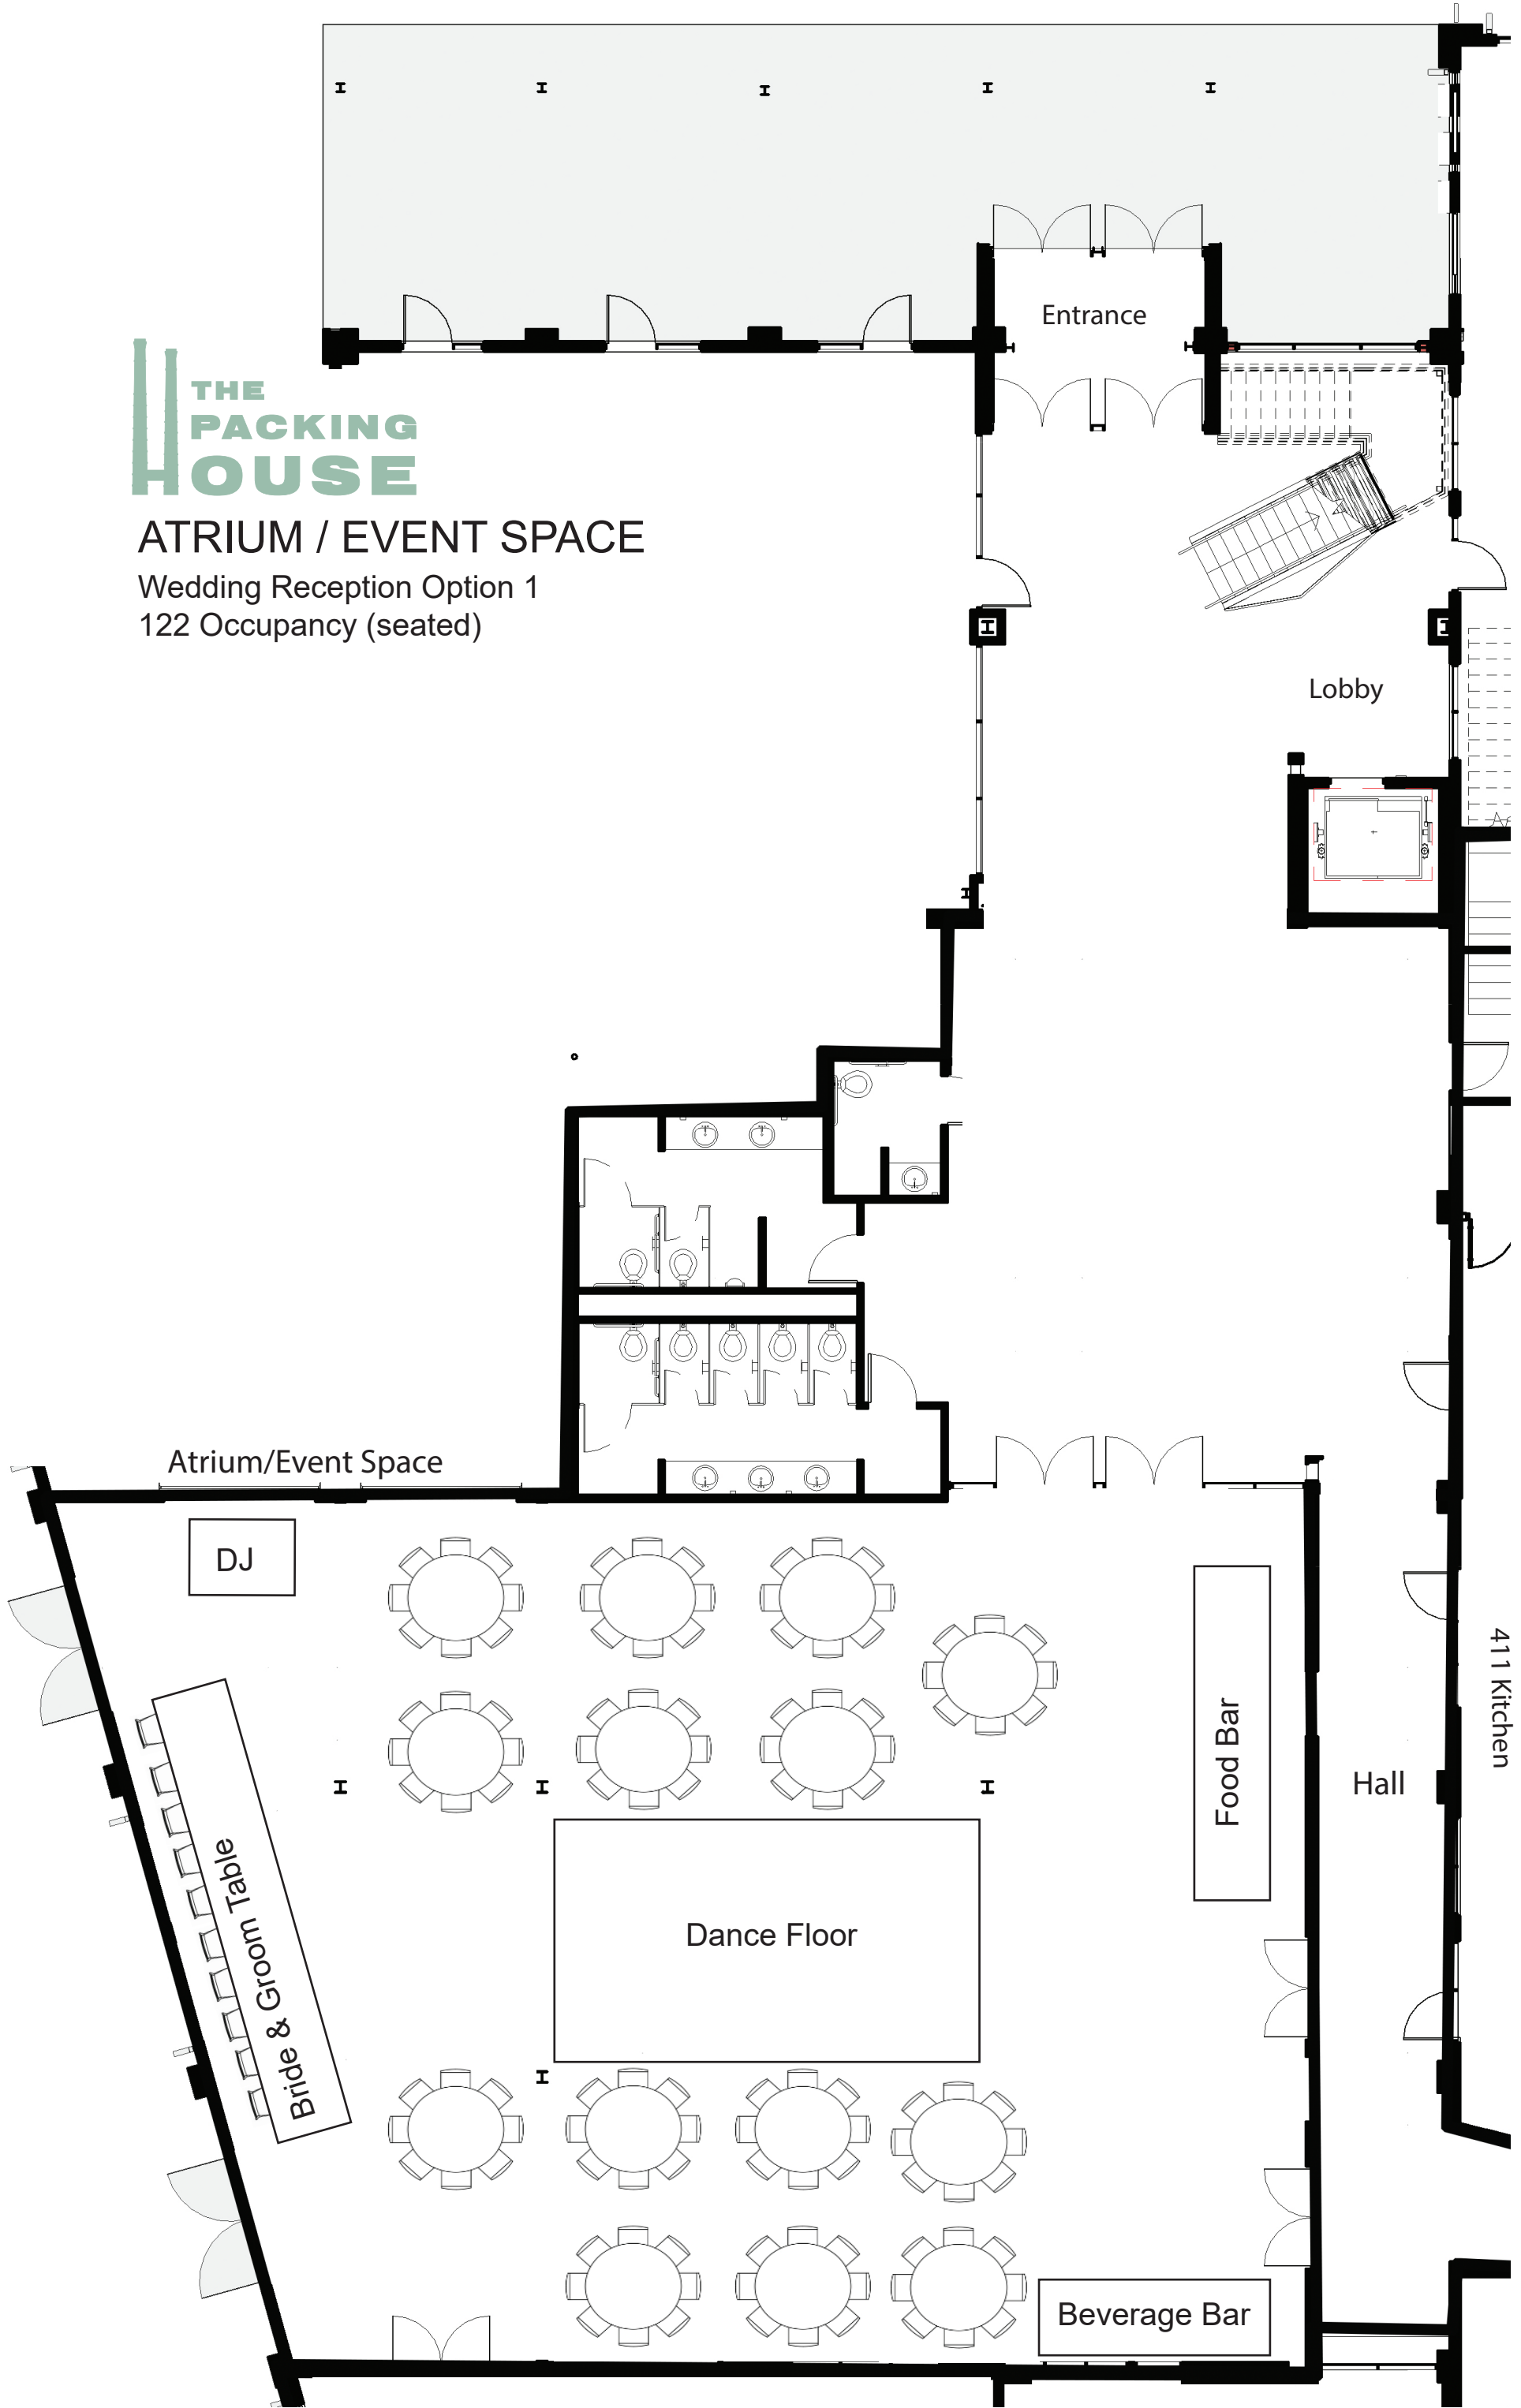 Entrance
THE
PACKING
HOUSE
ATRIUM / EVENT SPACE
Wedding Reception Option 1
122 Occupancy (seated)
Lobby
Atrium/Event Space
DJ
Bride & Groom Table
Dance Floor
Food Bar
Hall
411 Kitchen
Beverage Bar